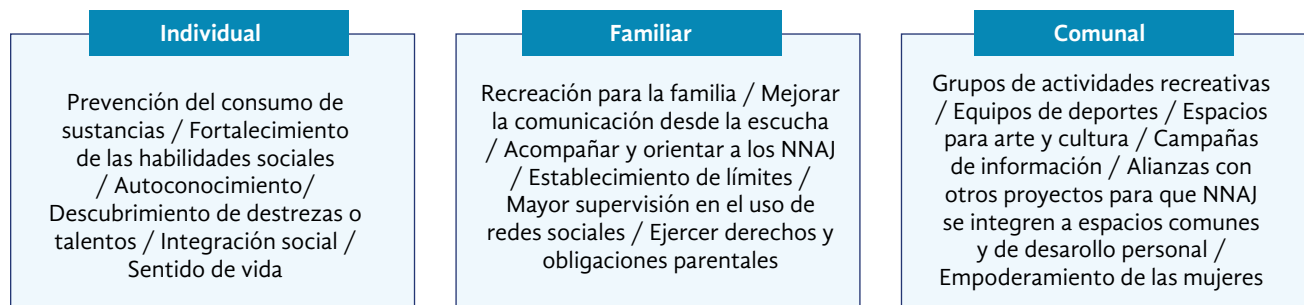 Individual
Prevención del consumo de
sustancias / Fortalecimiento
de las habilidades sociales
/ Autoconocimiento/
Descubrimiento de destrezas o
talentos / Integración social /
Sentido de vida
Familiar
Recreación para la familia / Mejorar
la comunicación desde la escucha
/ Acompañar y orientar a los NNAJ
/ Establecimiento de límites /
Mayor supervisión en el uso de
redes sociales / Ejercer derechos y
obligaciones parentales
Comunal
Grupos de actividades recreativas
/ Equipos de deportes / Espacios
para arte y cultura / Campañas
de información / Alianzas con
otros proyectos para que NNAJ
se integren a espacios comunes
y de desarollo personal /
Empoderamiento de las mujeres